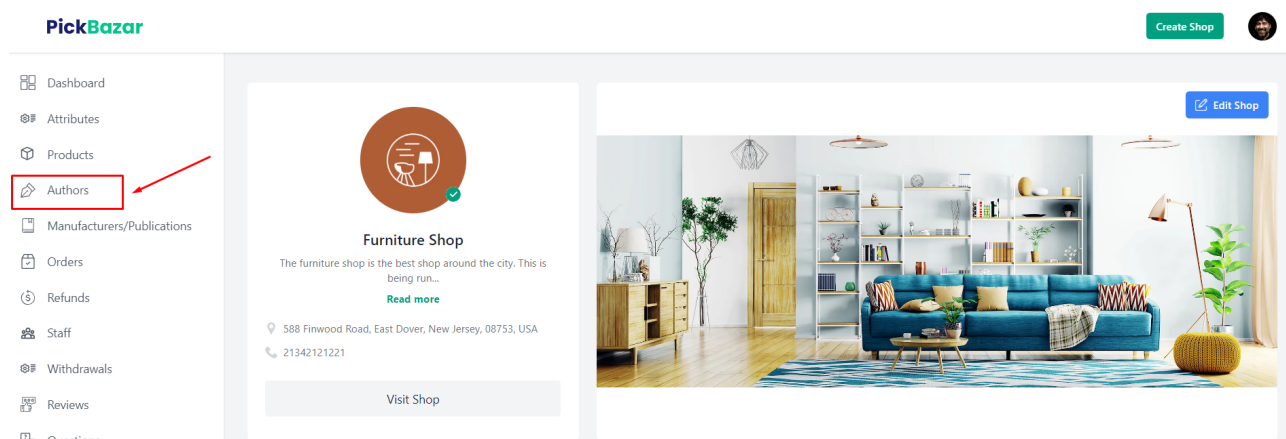 PickBazar
Create Shop
Dashboard
Attributes
Products
Authors
Manufacturers/Publications
Orders
Refunds
Staff
Withdrawals
Reviews
Furniture Shop
The furniture shop is the best shop around the city. This is
being run...
Read more
588 Finwood Road, East Dover, New Jersey, 08753, USA
21342121221
Visit Shop
Edit Shop